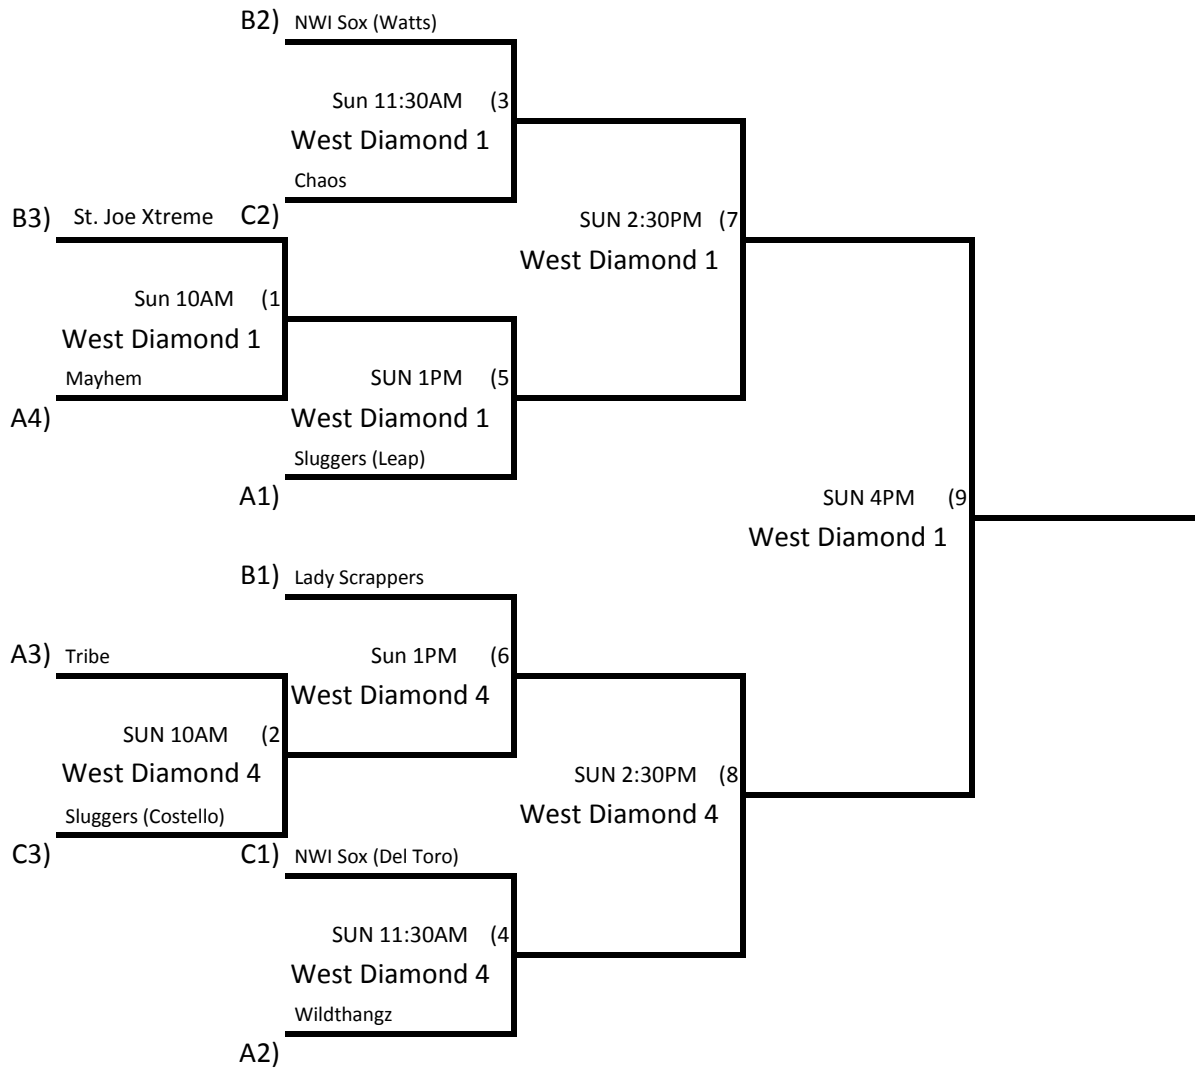 B2) NWI Sox (Watts)
Sun 11:30AM (3
West Diamond 1
Chaos
B3) St. Joe Xtreme C2)
SUN 2:30PM (7
West Diamond 1
Sun 10AM (1
West Diamond 1
Mayhem
SUN 1PM (5
A4)
West Diamond 1
Sluggers (Leap)
A1)
SUN 4PM (9
West Diamond 1
B1) Lady Scrappers
A3) Tribe
Sun 1PM (6
West Diamond 4
SUN 10AM (2
West Diamond 4
SUN 2:30PM (8
West Diamond 4
Sluggers (Costello)
C3)
C1) NWI Sox (Del Toro)
SUN 11:30AM (4
West Diamond 4
Wildthangz
A2)